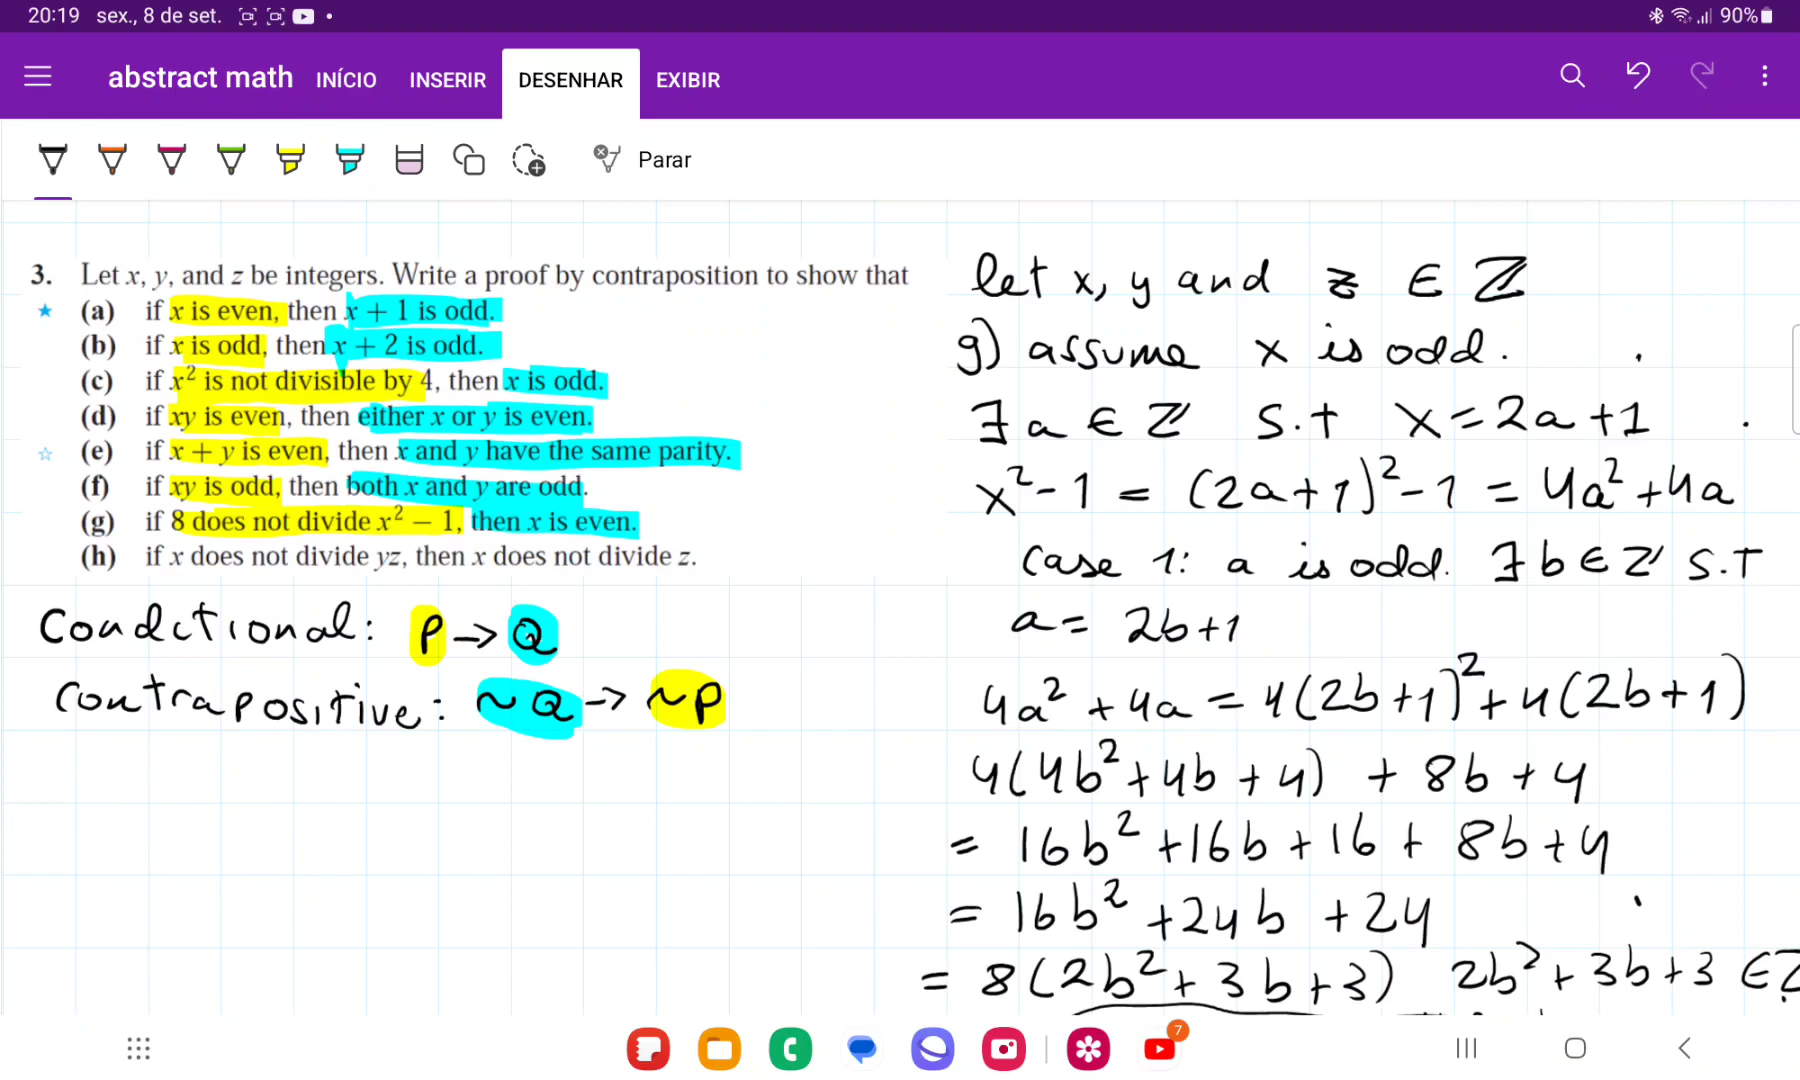 20:19 sex., 8 de set. 90%
abstract math INÍCIO INSERIR DESENHAR EXIBIR
Parar
3. Let x, y, and z be integers. Write a proof by contraposition to show that
★ (a) if x is even, then x + 1 is odd.
(b) if x is odd, then x + 2 is odd.
(c) if x² is not divisible by 4, then x is odd.
(d) if xy is even, then either x or y is even.
☆ (e) if x + y is even, then x and y have the same parity.
(f) if xy is odd, then both x and y are odd.
(g) if 8 does not divide x² − 1, then x is even.
(h) if x does not divide yz, then x does not divide z.
Condctional: P → Q
Contrapositive: ~Q → ~P
let x, y and z ∈ ℤ
g) assume x is odd.
∃ a ∈ ℤ s.t x = 2a + 1
x² - 1 = (2a + 1)² - 1 = 4a² + 4a
Case 1: a is odd. ∃ b ∈ ℤ s.t
a = 2b + 1
4a² + 4a = 4(2b + 1)² + 4(2b + 1)
4(4b² + 4b + 4) + 8b + 4
= 16b² + 16b + 16 + 8b + 4
= 16b² + 24b + 24
= 8(2b² + 3b + 3) 2b² + 3b + 3 ∈ ℤ
7